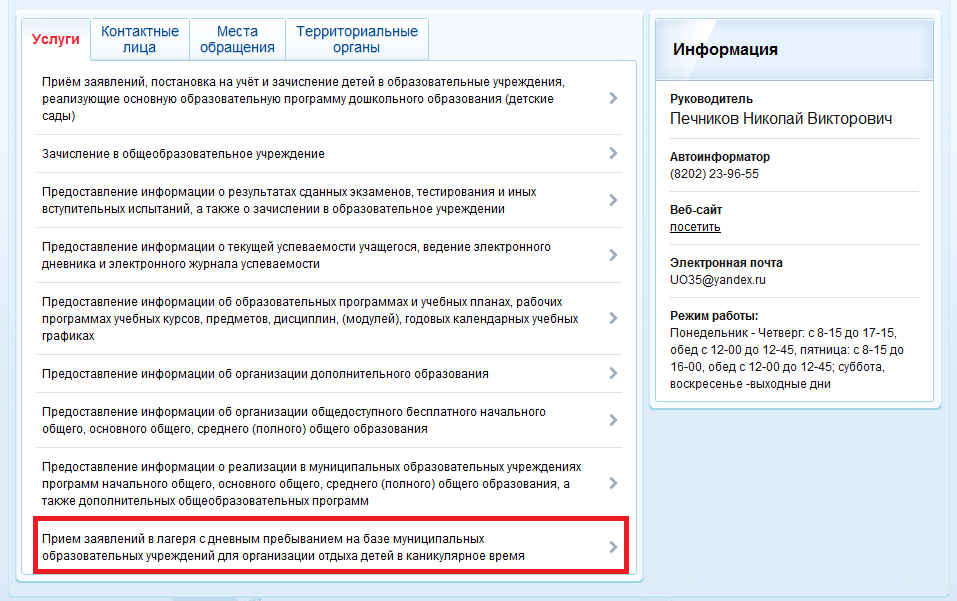 Услуги
Контактные
лица
Места
обращения
Территориальные
органы
Приём заявлений, постановка на учёт и зачисление детей в образовательные учреждения,
реализующие основную образовательную программу дошкольного образования (детские
сады)
Зачисление в общеобразовательное учреждение
Предоставление информации о результатах сданных экзаменов, тестирования и иных
вступительных испытаний, а также о зачислении в образовательное учреждении
Предоставление информации о текущей успеваемости учащегося, ведение электронного
дневника и электронного журнала успеваемости
Предоставление информации об образовательных программах и учебных планах, рабочих
программах учебных курсов, предметов, дисциплин, (модулей), годовых календарных учебных
графиках
Предоставление информации об организации дополнительного образования
Предоставление информации об организации общедоступного бесплатного начального
общего, основного общего, среднего (полного) общего образования
Предоставление информации о реализации в муниципальных образовательных учреждениях
программ начального общего, основного общего, среднего (полного) общего образования, а
также дополнительных общеобразовательных программ
Прием заявлений в лагеря с дневным пребыванием на базе муниципальных
образовательных учреждений для организации отдыха детей в каникулярное время
Информация
Руководитель
Печников Николай Викторович
Автоинформатор
(8202) 23-96-55
Веб-сайт
посетить
Электронная почта
UO35@yandex.ru
Режим работы:
Понедельник - Четверг: с 8-15 до 17-15,
обед с 12-00 до 12-45, пятница: с 8-15 до
16-00, обед с 12-00 до 12-45; суббота,
воскресенье -выходные дни